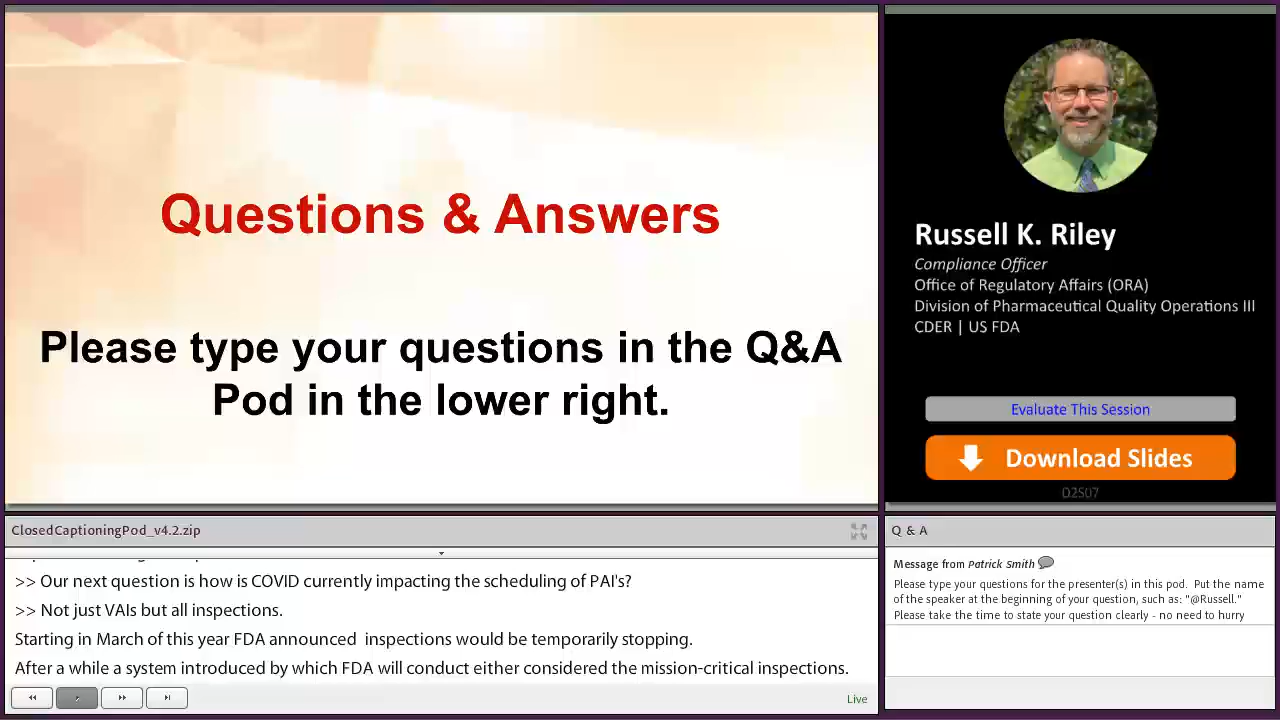 Questions & Answers
Please type your questions in the Q&A
Pod in the lower right.
Russell K. Riley
Compliance Officer
Office of Regulatory Affairs (ORA)
Division of Pharmaceutical Quality Operations III
CDER | US FDA
Evaluate This Session
Download Slides
D2S07
ClosedCaptioningPod_v4.2.zip
>> Our next question is how is COVID currently impacting the scheduling of PAI's?
>> Not just VAIs but all inspections.
Starting in March of this year FDA announced inspections would be temporarily stopping.
After a while a system introduced by which FDA will conduct either considered the mission-critical inspections.
Live
Q & A
Message from Patrick Smith
Please type your questions for the presenter(s) in this pod. Put the name
of the speaker at the beginning of your question, such as: "@Russell."
Please take the time to state your question clearly - no need to hurry